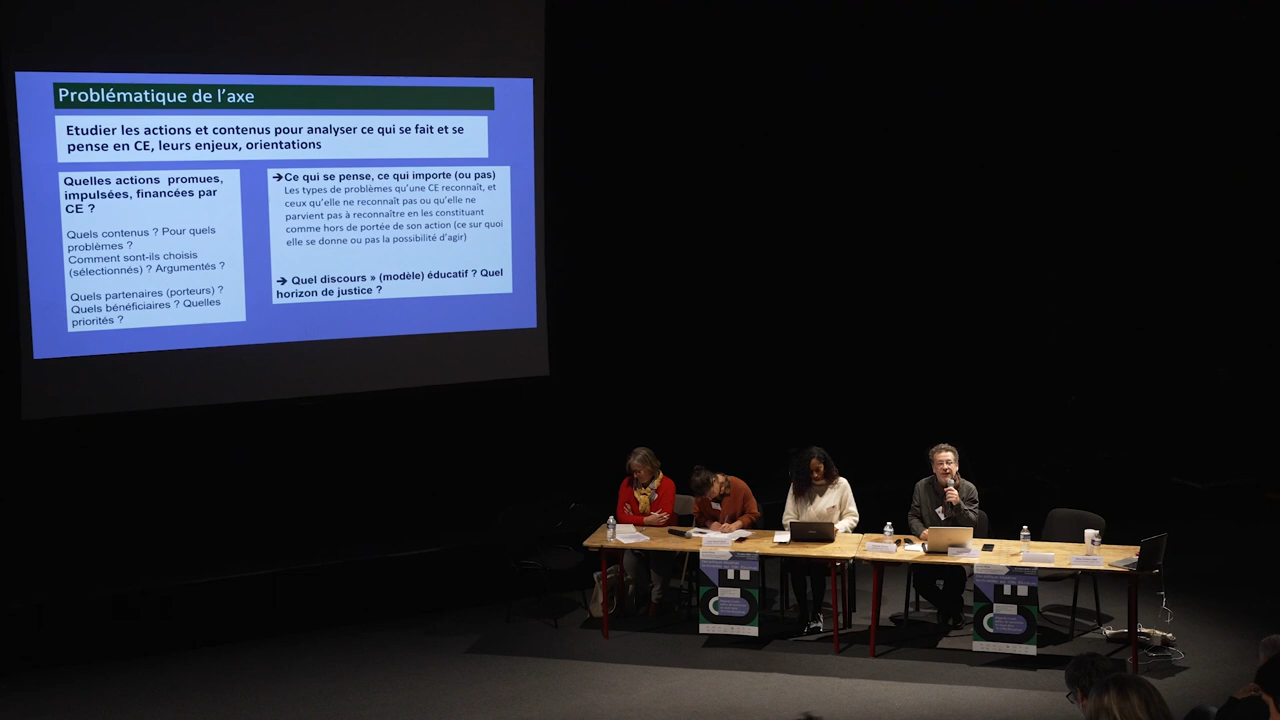 Problématique de l’axe
Etudier les actions et contenus pour analyser ce qui se fait et se
pense en CE, leurs enjeux, orientations
Quelles actions promues,
impulsées, financées par
CE ?
Quels contenus ? Pour quels
problèmes ?
Comment sont-ils choisis
(sélectionnés) ? Argumentés ?
Quels partenaires (porteurs) ?
Quels bénéficiaires ? Quelles
priorités ?
➔Ce qui se pense, ce qui importe (ou pas)
Les types de problèmes qu’une CE reconnaît, et
ceux qu’elle ne reconnaît pas ou qu’elle ne
parvient pas à reconnaître en les constituant
comme hors de portée de son action (ce sur quoi
elle se donne ou pas la possibilité d’agir)
➔ Quel discours » (modèle) éducatif ? Quel
horizon de justice ?